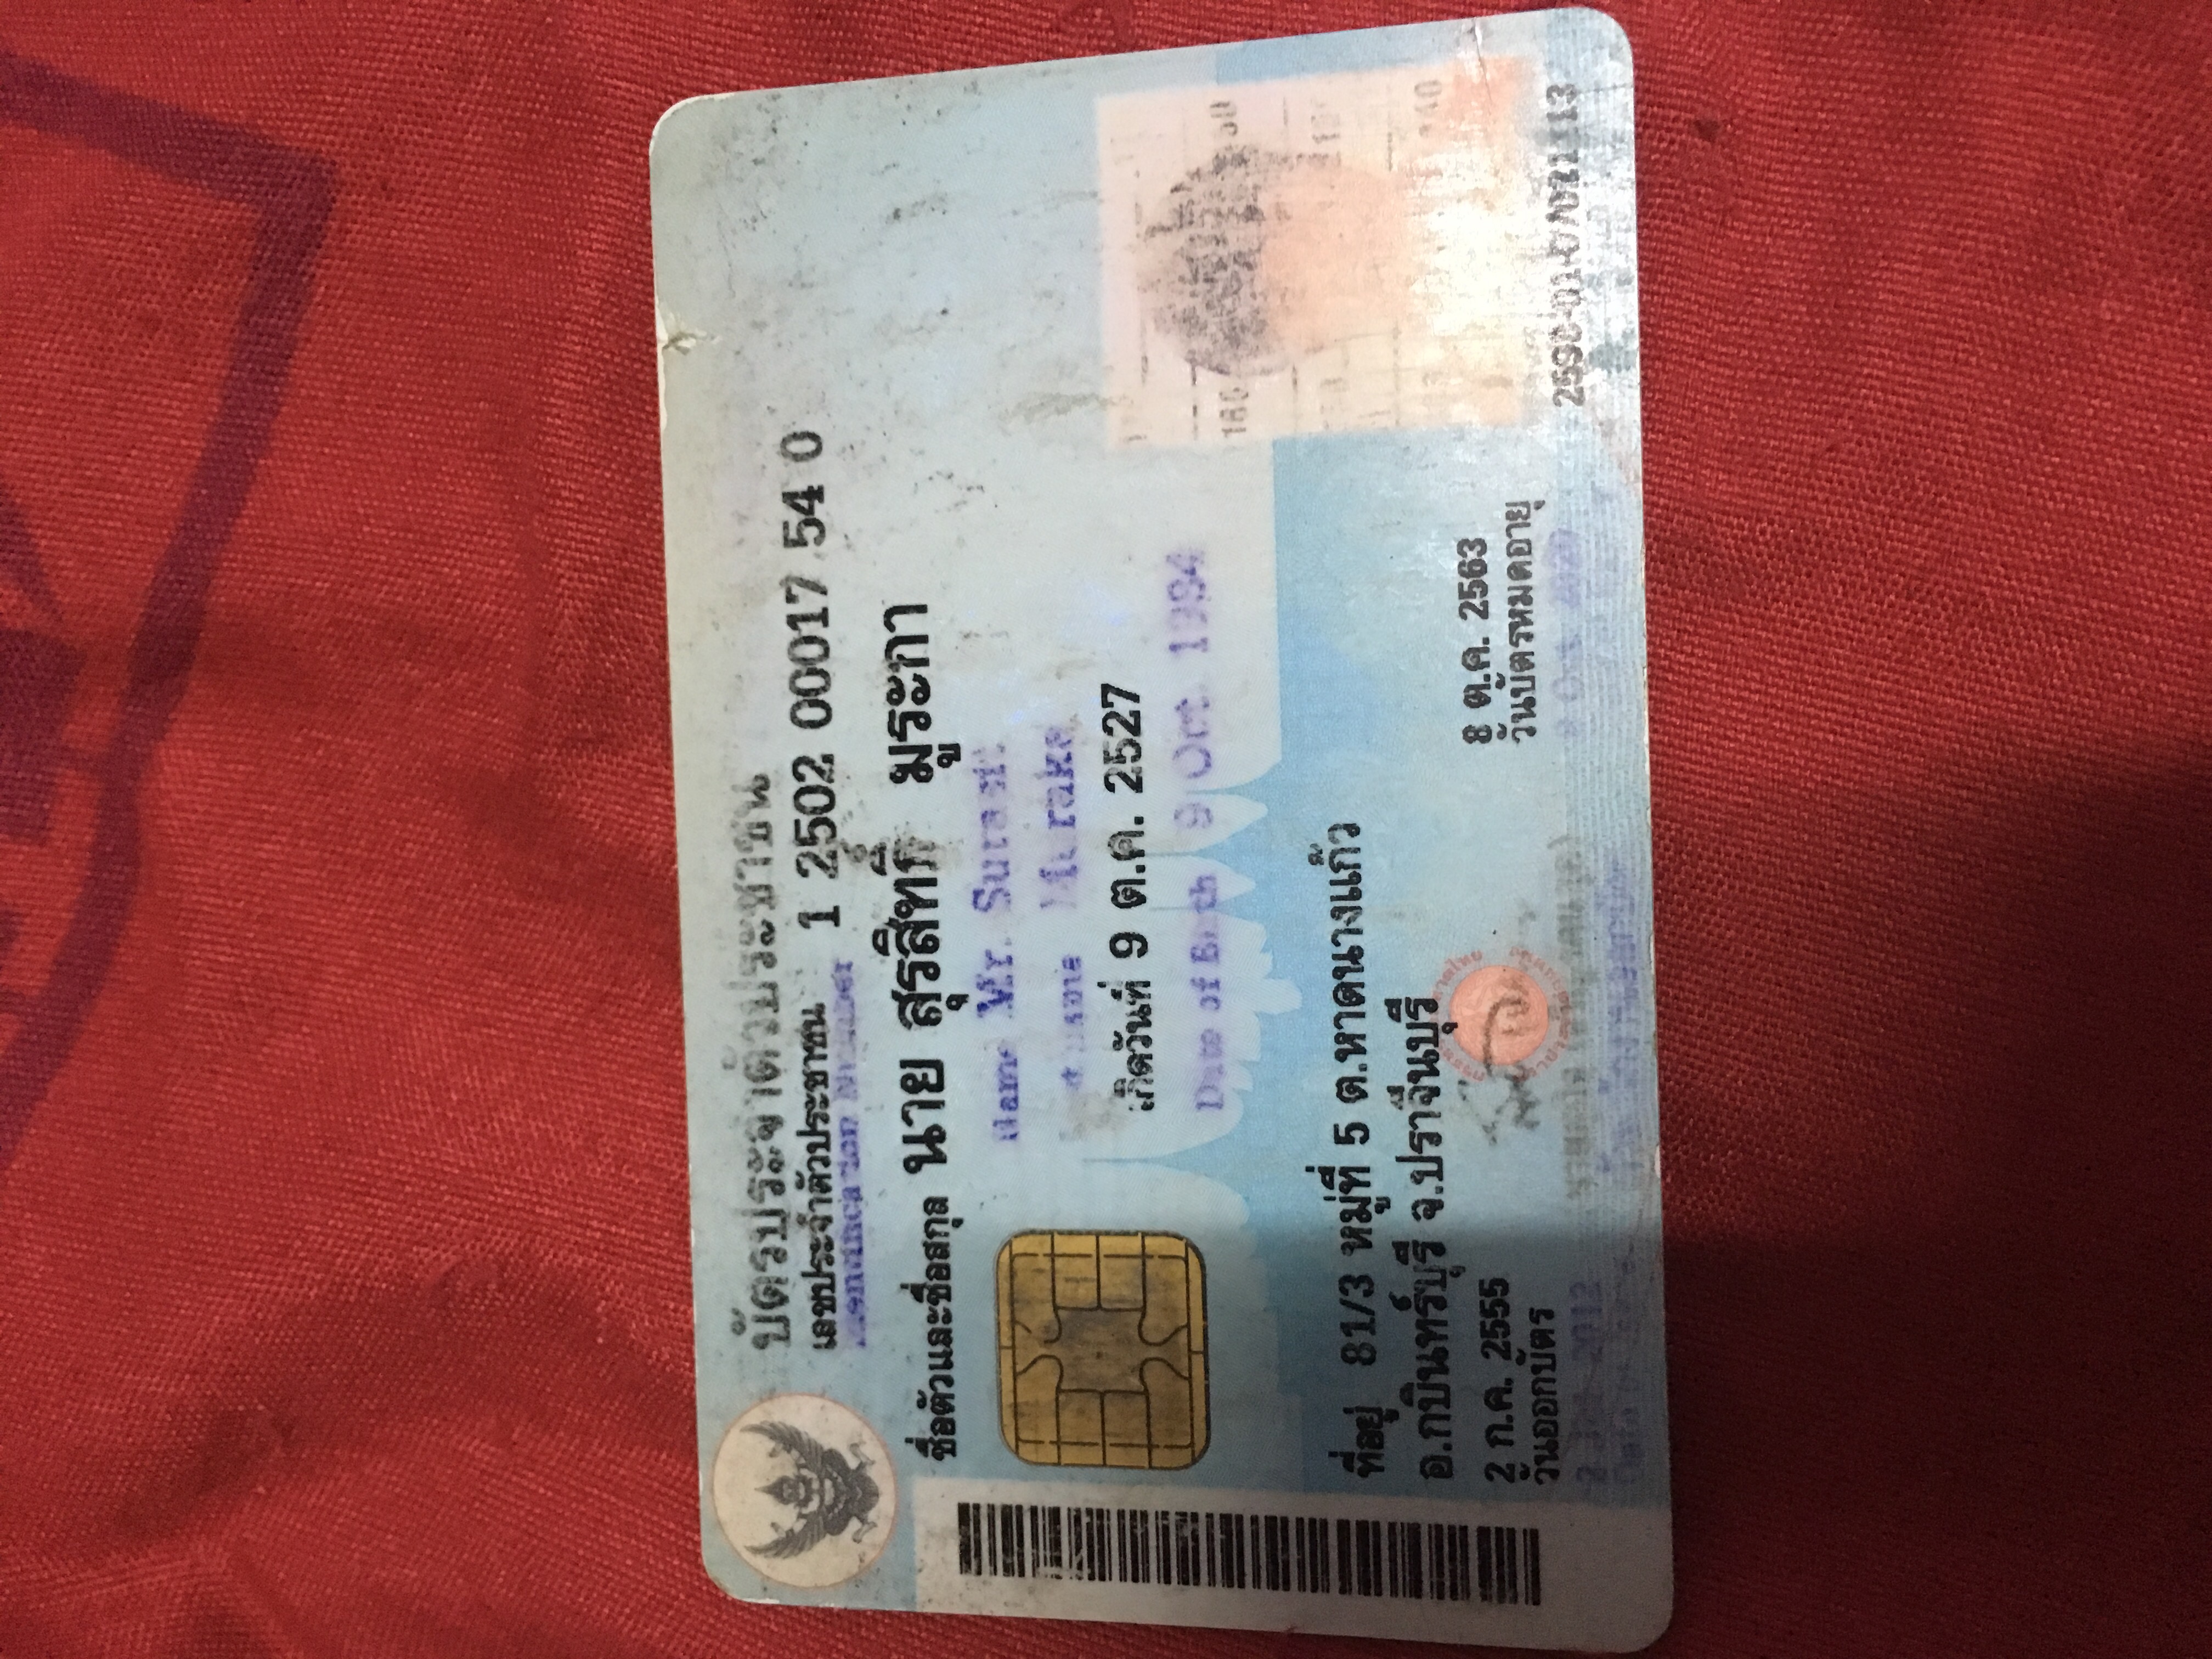 บัตรประจำตัวประชาชน
เลขประจำตัวประชาชน 1 2502 00017 54 0
Identification Number
ชื่อตัวและชื่อสกุล นาย สุรสิทธิ์ มูระกา
Name Mr. Surasit
เกิดวันที่ 9 ต.ค. 2527
Date of Birth 9 Oct 1984
ที่อยู่ 81/3 หมู่ที่ 5 ต.หาดนางแก้ว
อ.กบินทร์บุรี จ.ปราจีนบุรี
2 ก.ค. 2555
วันออกบัตร
8 ต.ค. 2563
วันบัตรหมดอายุ
180